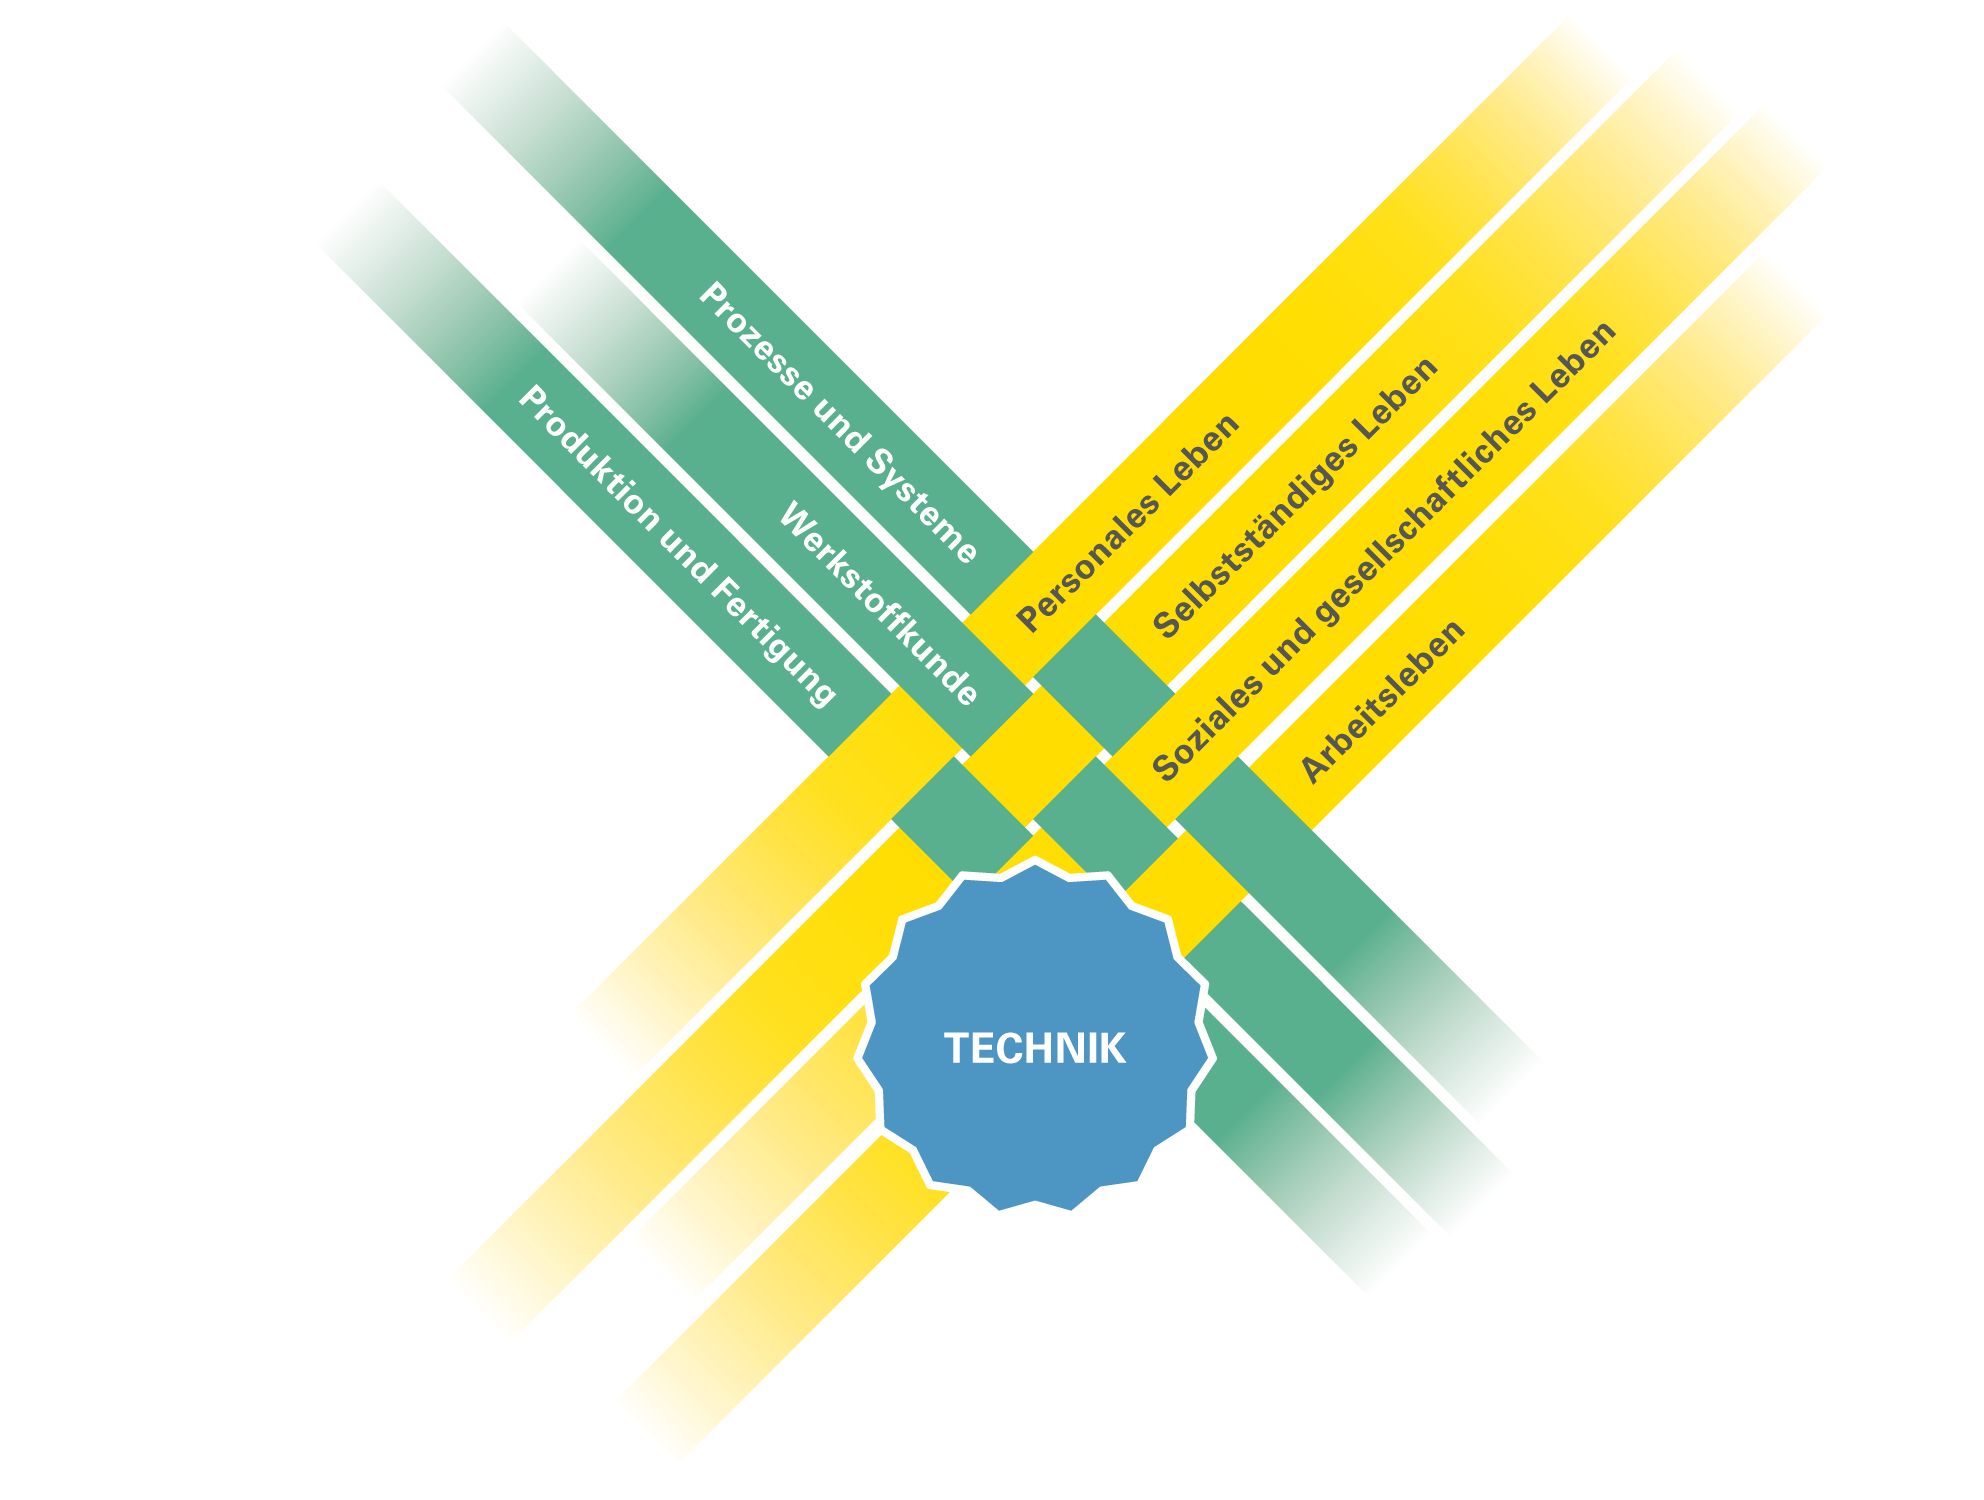 Prozesse und Systeme
Werkstoffkunde
Produktion und Fertigung
Personales Leben
Selbstständiges Leben
Soziales und gesellschaftliches Leben
Arbeitsleben
TECHNIK